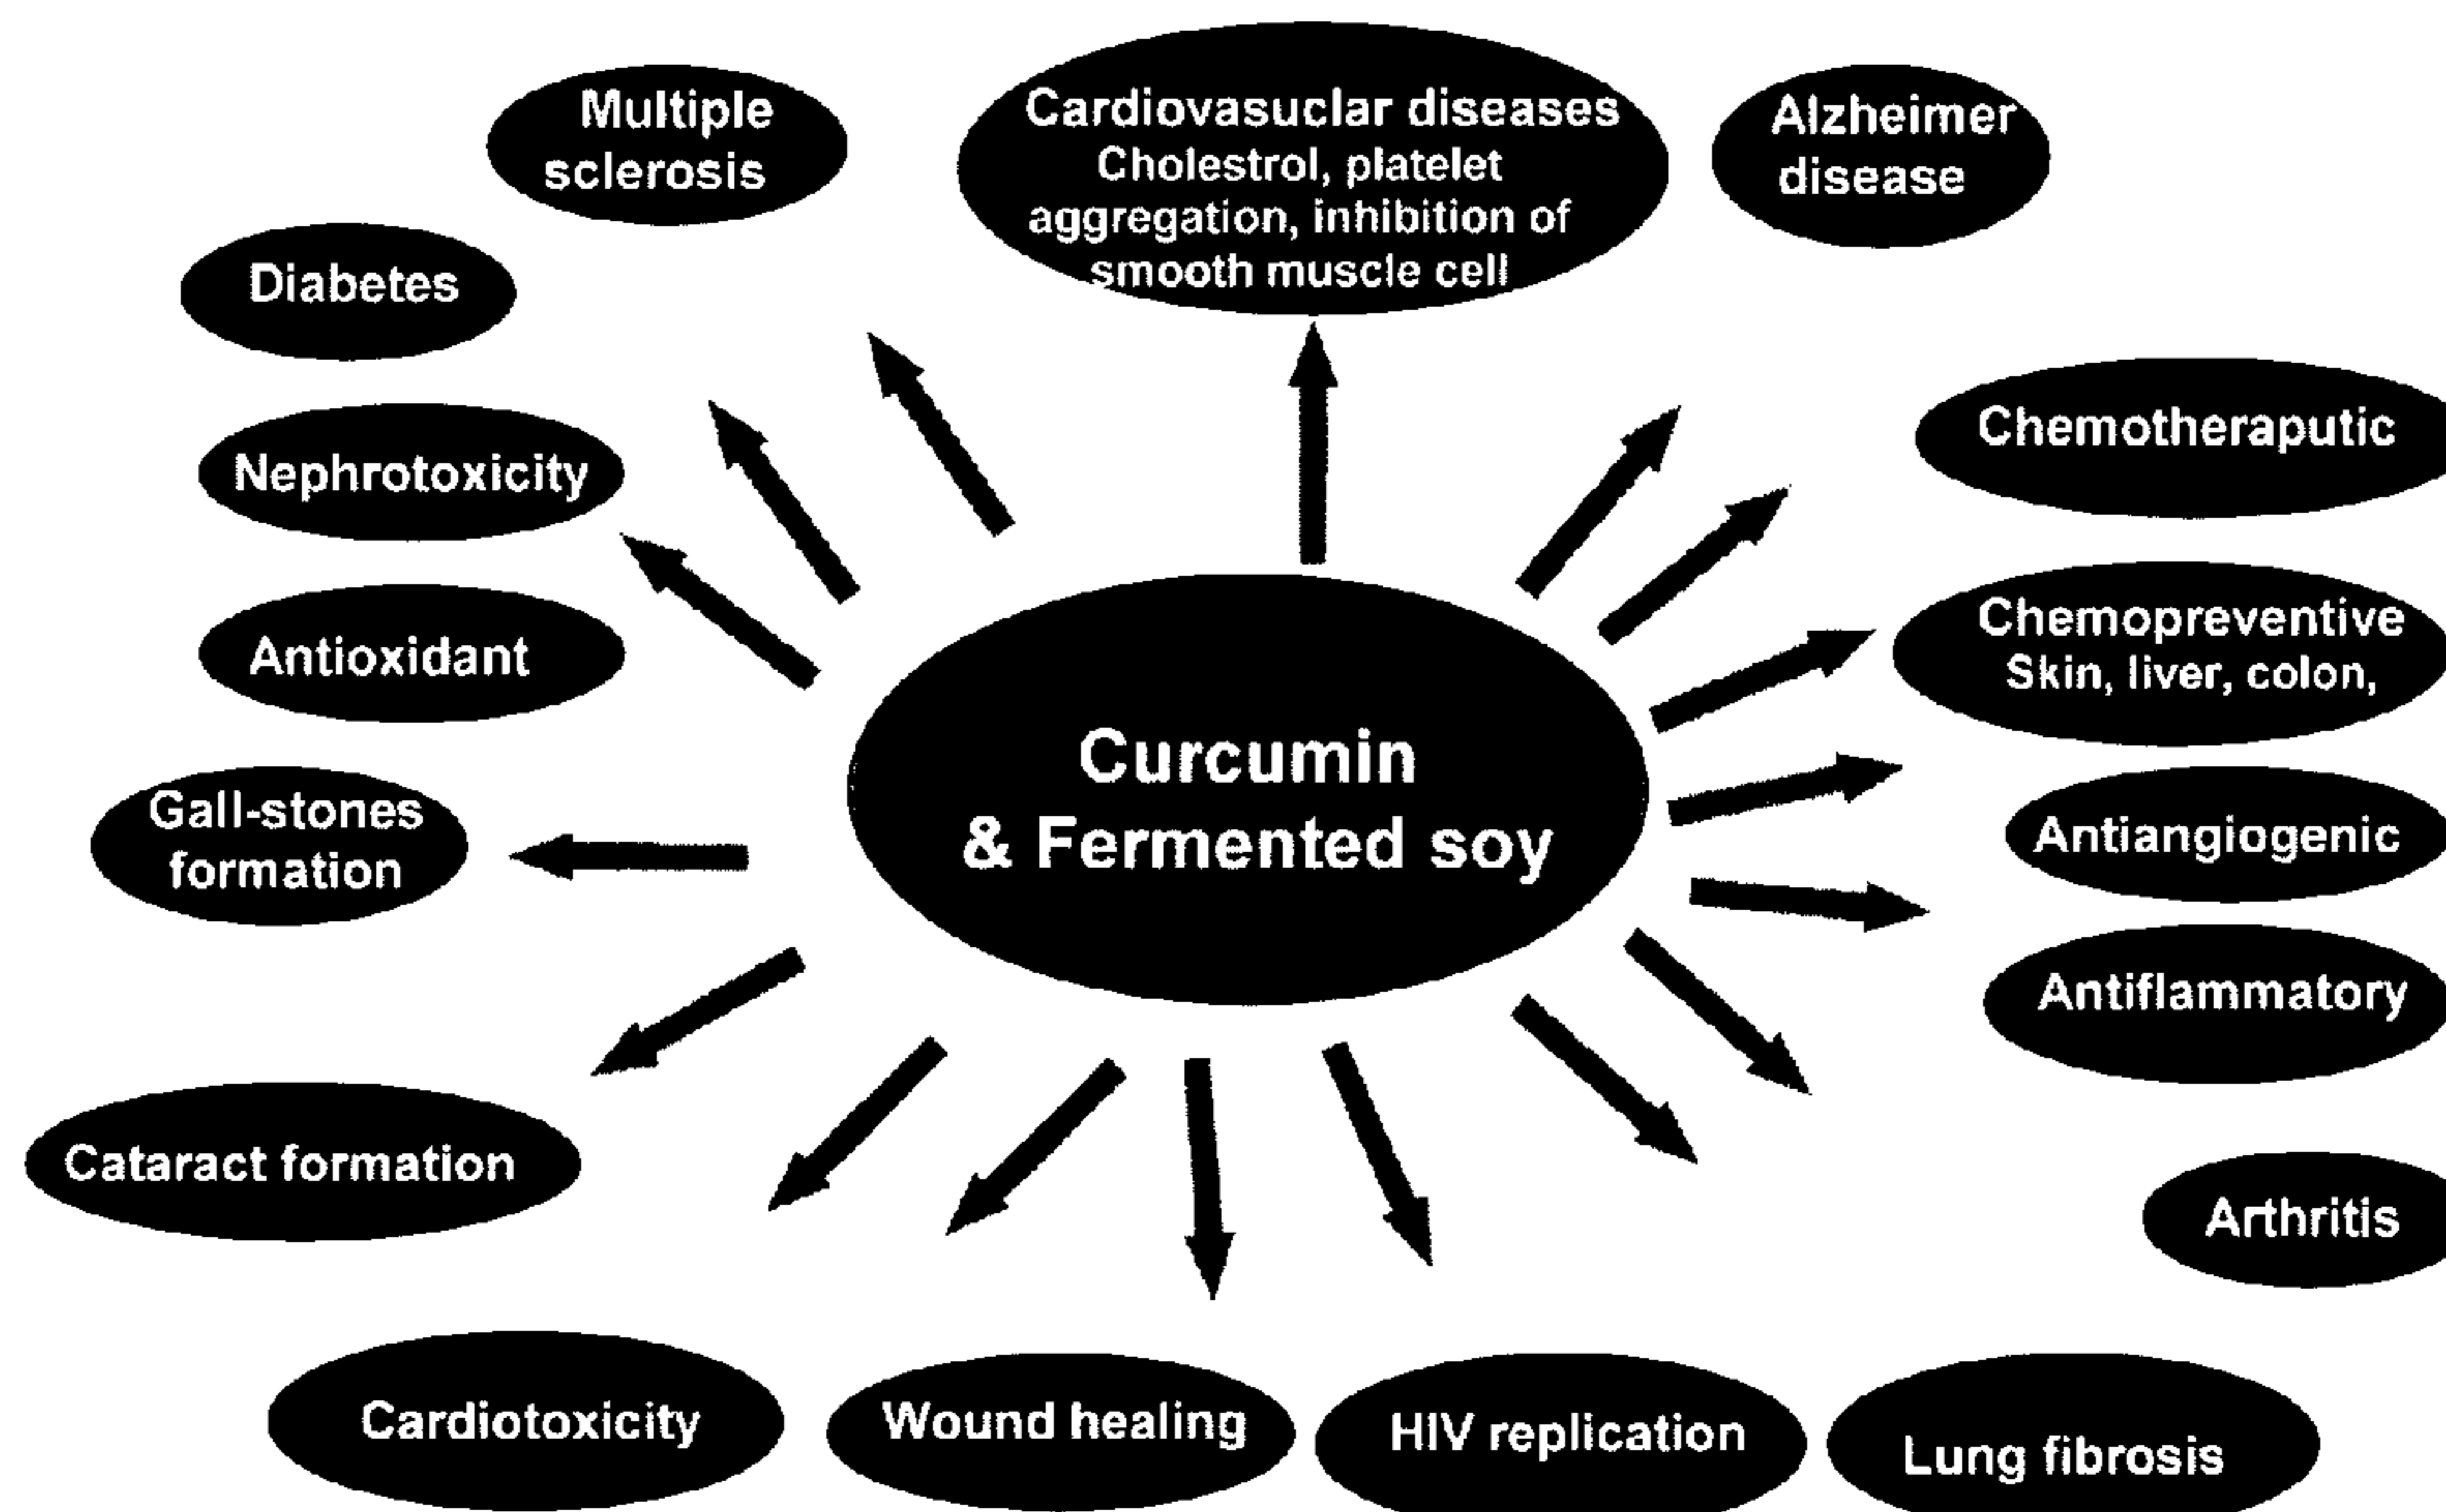 Multiple
sclerosis
Cardiovasuclar diseases
Cholestrol, platelet
aggregation, inhibition of
smooth muscle cell
Alzheimer
disease
Diabetes
Chemotheraputic
Nephrotoxicity
Chemopreventive
Skin, liver, colon,
Antioxidant
Curcumin
& Fermented soy
Gall-stones
formation
Antiangiogenic
Antiflammatory
Cataract formation
Arthritis
Cardiotoxicity
Wound healing
HIV replication
Lung fibrosis